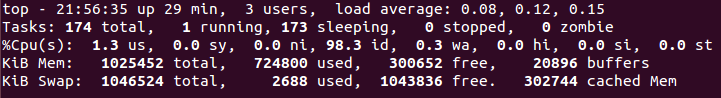 top - 21:56:35 up 29 min,  3 users,  load average: 0.08, 0.12, 0.15
Tasks: 174 total,   1 running, 173 sleeping,   0 stopped,   0 zombie
%Cpu(s):  1.3 us,  0.0 sy,  0.0 ni, 98.3 id,  0.3 wa,  0.0 hi,  0.0 si,  0.0 st
KiB Mem:   1025452 total,   724800 used,   300652 free,    20896 buffers
KiB Swap:  1046524 total,     2688 used,  1043836 free.   302744 cached Mem